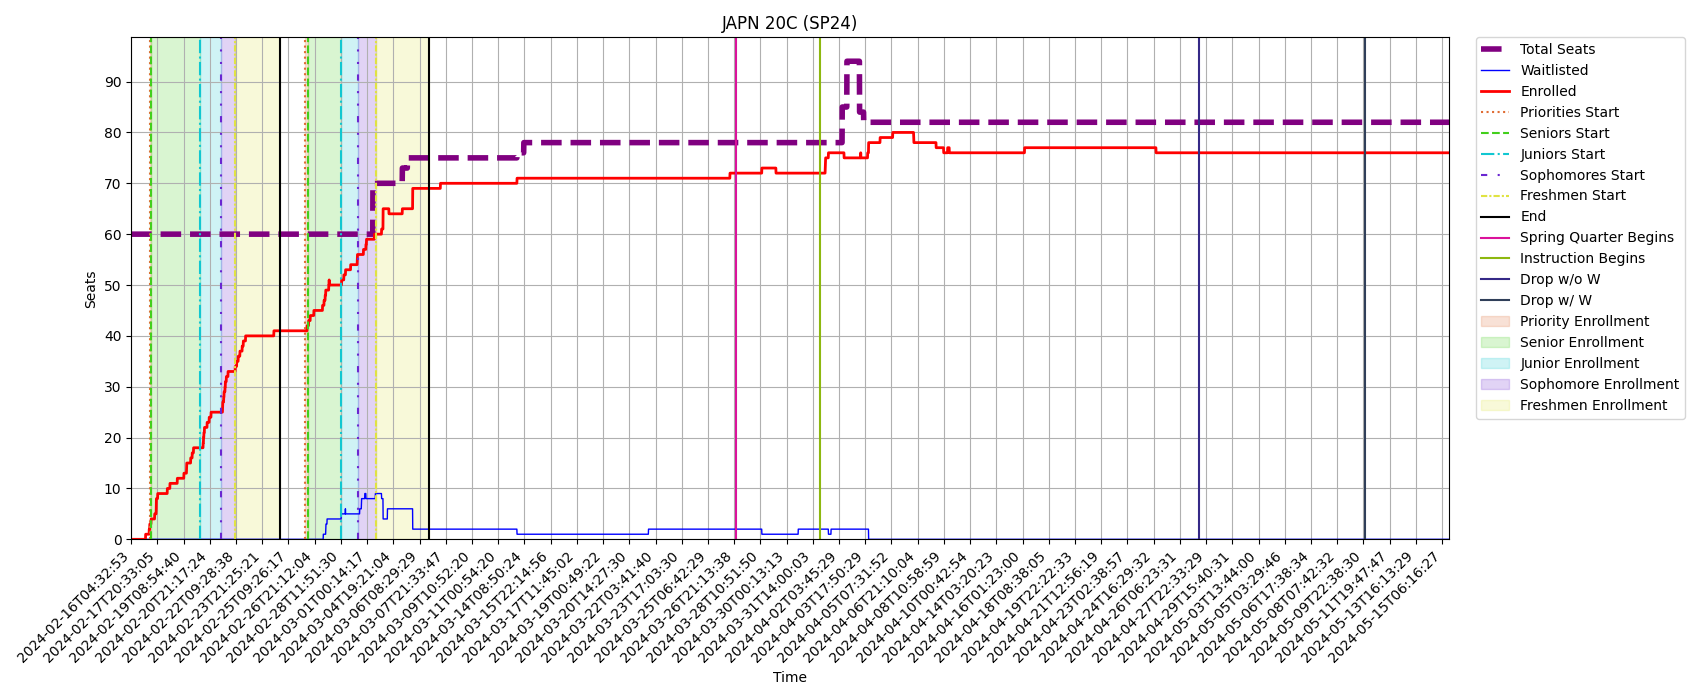 JAPN 20C (SP24)
Seats
90
80
70
60
50
40
30
20
10
0
2024-02-16T04:32:53
2024-02-17T20:33:05
2024-02-19T08:54:40
2024-02-20T21:17:24
2024-02-22T09:28:38
2024-02-23T21:25:21
2024-02-25T09:26:17
2024-02-26T21:12:04
2024-02-28T11:51:30
2024-03-01T00:14:17
2024-03-04T19:21:04
2024-03-06T08:29:29
2024-03-07T21:33:47
2024-03-11T00:54:20
2024-03-14T08:50:24
2024-03-15T22:14:56
2024-03-17T11:45:02
2024-03-19T00:49:22
2024-03-20T14:27:30
2024-03-22T03:41:40
2024-03-23T17:03:30
2024-03-25T06:42:29
2024-03-26T21:13:38
2024-03-28T10:51:50
2024-03-30T00:13:13
2024-03-31T14:00:03
2024-04-02T03:45:29
2024-04-03T17:50:29
2024-04-05T07:31:52
2024-04-06T21:10:04
2024-04-08T10:58:59
2024-04-10T00:42:54
2024-04-14T03:20:23
2024-04-16T01:23:00
2024-04-18T08:38:05
2024-04-19T22:22:33
2024-04-21T12:56:19
2024-04-23T02:38:57
2024-04-24T16:29:32
2024-04-26T06:23:31
2024-04-27T22:33:29
2024-04-29T15:40:31
2024-05-03T13:44:00
2024-05-05T03:29:46
2024-05-06T17:38:34
2024-05-08T07:42:32
2024-05-09T22:38:30
2024-05-11T19:47:47
2024-05-13T16:13:29
2024-05-15T06:16:27
Time
Total Seats
Waitlisted
Enrolled
Priorities Start
Seniors Start
Juniors Start
Sophomores Start
Freshmen Start
End
Spring Quarter Begins
Instruction Begins
Drop w/o W
Drop w/ W
Priority Enrollment
Senior Enrollment
Junior Enrollment
Sophomore Enrollment
Freshmen Enrollment